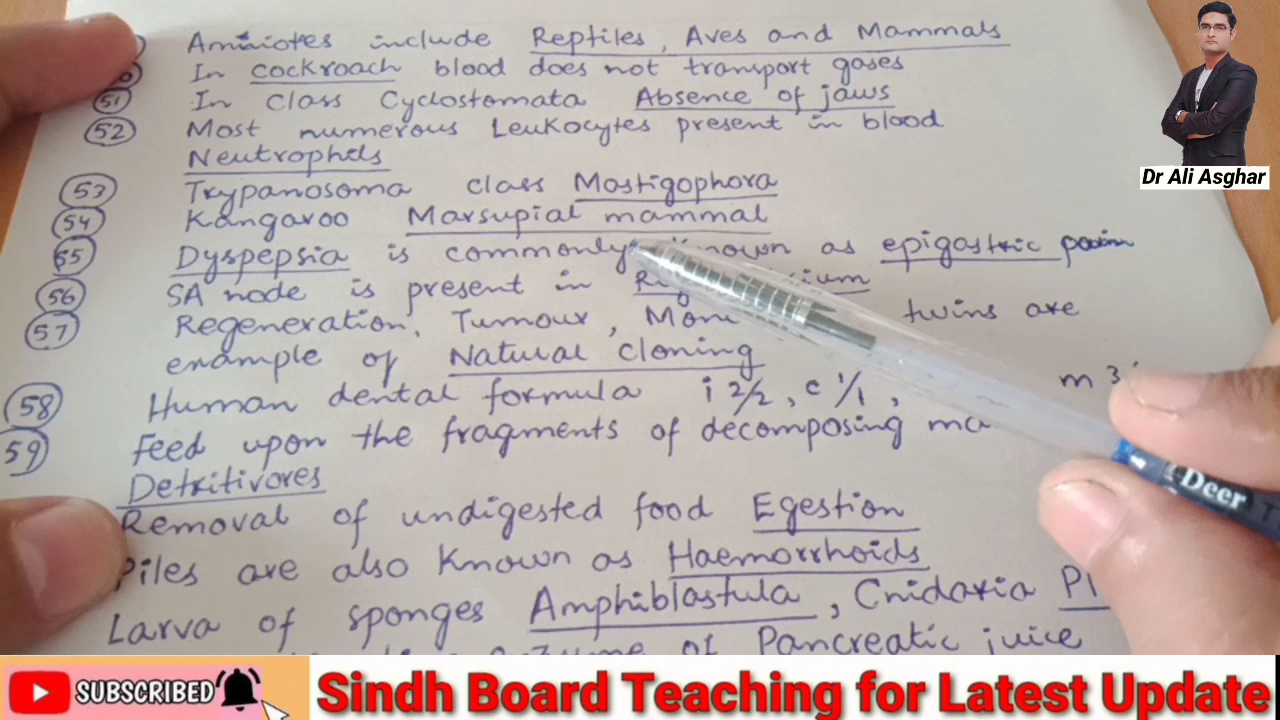 Amniotes include Reptiles, Aves and Mammals
In cockroach blood does not transport gases
51 In class Cyclostomata Absence of jaws
52 Most numerous Leukocytes present in blood
Neutrophils
53 Trypanosoma class Mastigophora
54 Kangaroo Marsupial mammal
55 Dyspepsia is commonly known as epigastric pain
56 SA node is present in
57 Regeneration, Tumour, twins are
example of Natural cloning
58 Human dental formula i 2/2, c 1/1, m 3
59 Feed upon the fragments of decomposing
Detritivores
Removal of undigested food Egestion
Piles are also known as Haemorrhoids
Larva of sponges Amphiblastula, Cnidaria
of Pancreatic juice
Deer
Dr Ali Asghar
SUBSCRIBED
Sindh Board Teaching for Latest Update